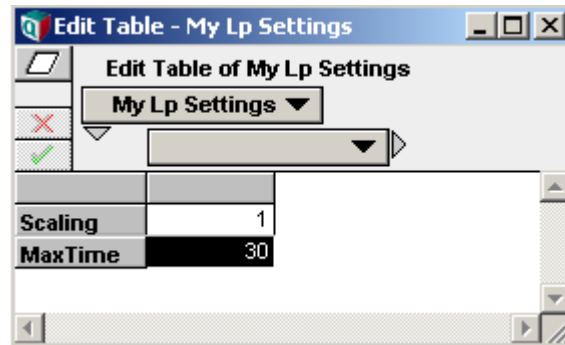 Edit Table - My Lp Settings
Edit Table of My Lp Settings
My Lp Settings
Scaling 1
MaxTime 30